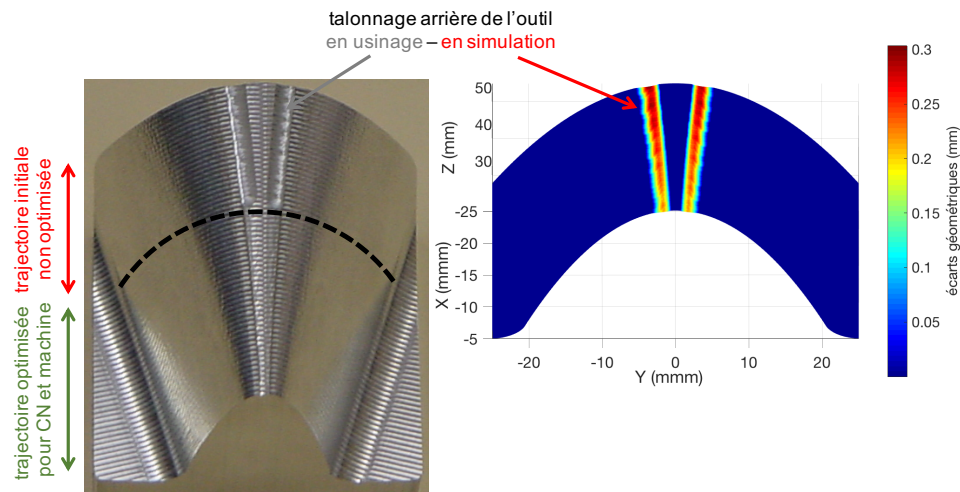 talonnage arrière de l'outil
en usinage – en simulation
trajectoire initiale
non optimisée
trajectoire optimisée
pour CN et machine
50
40
30
Z (mm)
-25
-20
-15
-10
-5
X (mmm)
-20
-10
0
10
20
Y (mmm)
0.3
0.25
0.2
0.15
0.1
0.05
écarts géométriques (mm)